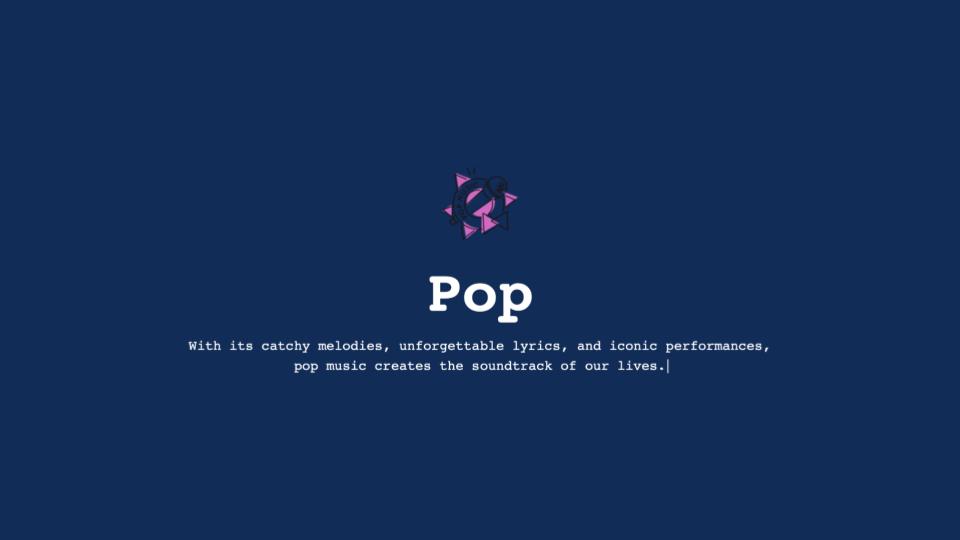 Pop
With its catchy melodies, unforgettable lyrics, and iconic performances,
pop music creates the soundtrack of our lives.